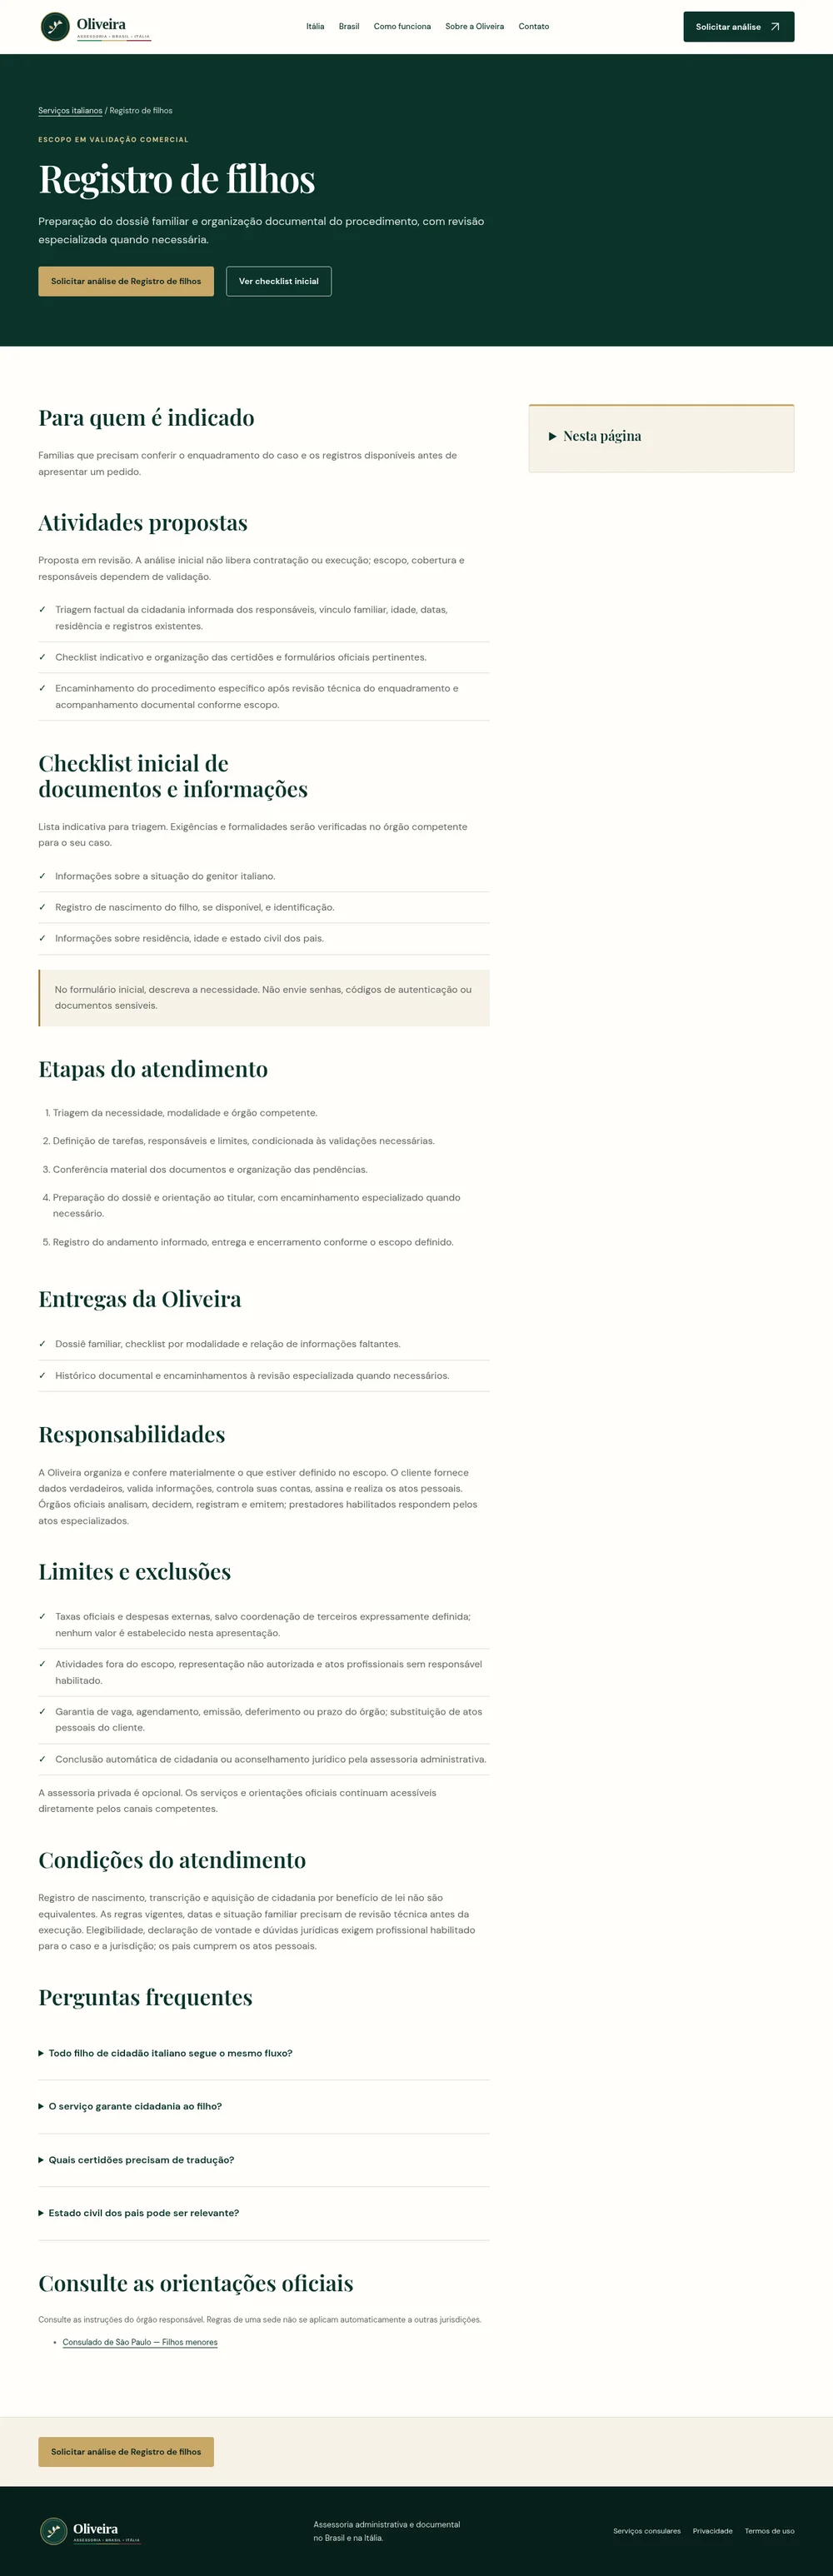 Oliveira
ASSESSORIA • BRASIL • ITÁLIA
Itália
Brasil
Como funciona
Sobre a Oliveira
Contato
Solicitar análise
Serviços italianos / Registro de filhos
ESCOPO EM VALIDAÇÃO COMERCIAL
Registro de filhos
Preparação do dossiê familiar e organização documental do procedimento, com revisão
especializada quando necessária.
Solicitar análise de Registro de filhos
Ver checklist inicial
Para quem é indicado
Famílias que precisam conferir o enquadramento do caso e os registros disponíveis antes de
apresentar um pedido.
Nesta página
Atividades propostas
Proposta em revisão. A análise inicial não libera contratação ou execução; escopo, cobertura e
responsáveis dependem de validação.
✓ Triagem factual da cidadania informada dos responsáveis, vínculo familiar, idade, datas,
residência e registros existentes.
✓ Checklist indicativo e organização das certidões e formulários oficiais pertinentes.
✓ Encaminhamento do procedimento específico após revisão técnica do enquadramento e
acompanhamento documental conforme escopo.
Checklist inicial de
documentos e informações
Lista indicativa para triagem. Exigências e formalidades serão verificadas no órgão competente
para o seu caso.
✓ Informações sobre a situação do genitor italiano.
✓ Registro de nascimento do filho, se disponível, e identificação.
✓ Informações sobre residência, idade e estado civil dos pais.
No formulário inicial, descreva a necessidade. Não envie senhas, códigos de autenticação ou
documentos sensíveis.
Etapas do atendimento
1. Triagem da necessidade, modalidade e órgão competente.
2. Definição de tarefas, responsáveis e limites, condicionada às validações necessárias.
3. Conferência material dos documentos e organização das pendências.
4. Preparação do dossiê e orientação ao titular, com encaminhamento especializado quando
necessário.
5. Registro do andamento informado, entrega e encerramento conforme o escopo definido.
Entregas da Oliveira
✓ Dossiê familiar, checklist por modalidade e relação de informações faltantes.
✓ Histórico documental e encaminhamentos à revisão especializada quando necessários.
Responsabilidades
A Oliveira organiza e confere materialmente o que estiver definido no escopo. O cliente fornece
dados verdadeiros, valida informações, controla suas contas, assina e realiza os atos pessoais.
Órgãos oficiais analisam, decidem, registram e emitem; prestadores habilitados respondem pelos
atos especializados.
Limites e exclusões
✓ Taxas oficiais e despesas externas, salvo coordenação de terceiros expressamente definida;
nenhum valor é estabelecido nesta apresentação.
✓ Atividades fora do escopo, representação não autorizada e atos profissionais sem responsável
habilitado.
✓ Garantia de vaga, agendamento, emissão, deferimento ou prazo do órgão; substituição de atos
pessoais do cliente.
✓ Conclusão automática de cidadania ou aconselhamento jurídico pela assessoria administrativa.
A assessoria privada é opcional. Os serviços e orientações oficiais continuam acessíveis
diretamente pelos canais competentes.
Condições do atendimento
Registro de nascimento, transcrição e aquisição de cidadania por benefício de lei não são
equivalentes. As regras vigentes, datas e situação familiar precisam de revisão técnica antes da
execução. Elegibilidade, declaração de vontade e dúvidas jurídicas exigem profissional habilitado
para o caso e a jurisdição; os pais cumprem os atos pessoais.
Perguntas frequentes
Todo filho de cidadão italiano segue o mesmo fluxo?
O serviço garante cidadania ao filho?
Quais certidões precisam de tradução?
Estado civil dos pais pode ser relevante?
Consulte as orientações oficiais
Consulte as instruções do órgão responsável. Regras de uma sede não se aplicam automaticamente a outras jurisdições.
• Consulado de São Paulo — Filhos menores
Solicitar análise de Registro de filhos
Oliveira
ASSESSORIA • BRASIL • ITÁLIA
Assessoria administrativa e documental
no Brasil e na Itália.
Serviços consulares
Privacidade
Termos de uso